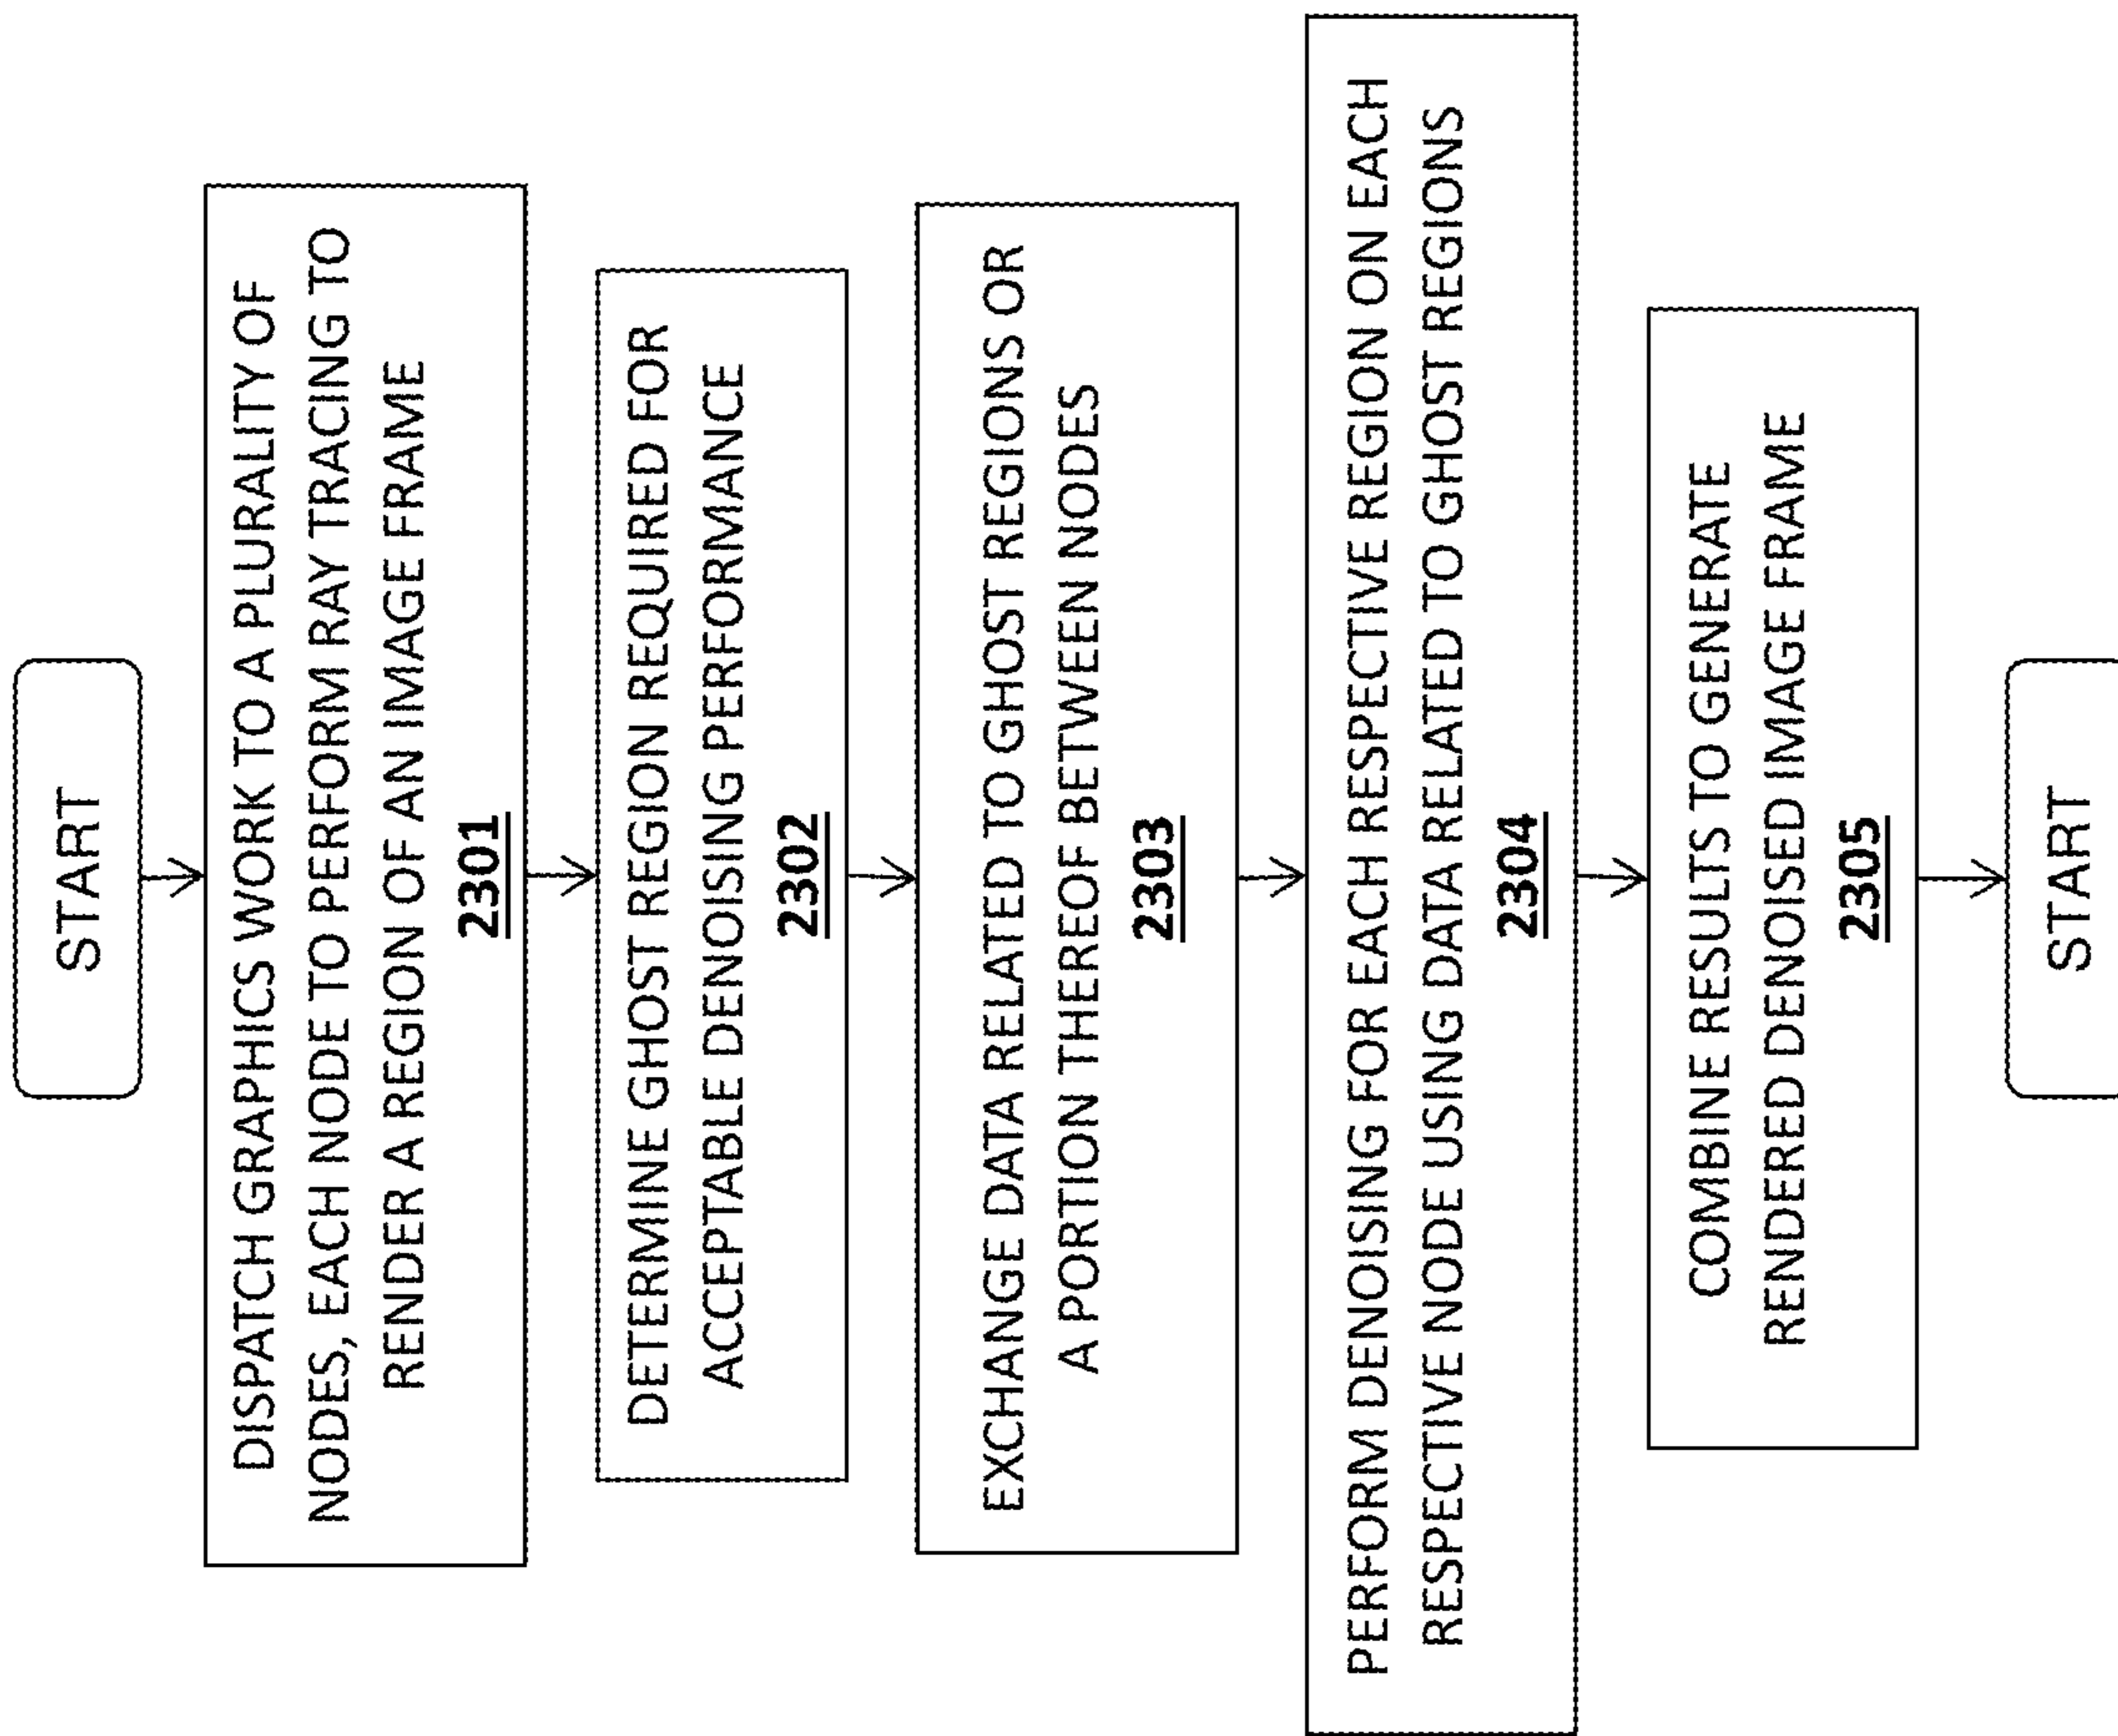 START
DISPATCH GRAPHICS WORK TO A PLURALITY OF
NODES, EACH NODE TO PERFORM RAY TRACING TO
RENDER A REGION OF AN IMAGE FRAME
2301
DETERMINE GHOST REGION REQUIRED FOR
ACCEPTABLE DENOISING PERFORMANCE
2302
EXCHANGE DATA RELATED TO GHOST REGIONS OR
A PORTION THEREOF BETWEEN NODES
2303
PERFORM DENOISING FOR EACH RESPECTIVE REGION ON EACH
RESPECTIVE NODE USING DATA RELATED TO GHOST REGIONS
2304
COMBINE RESULTS TO GENERATE
RENDERED DENOISED IMAGE FRAME
2305
START